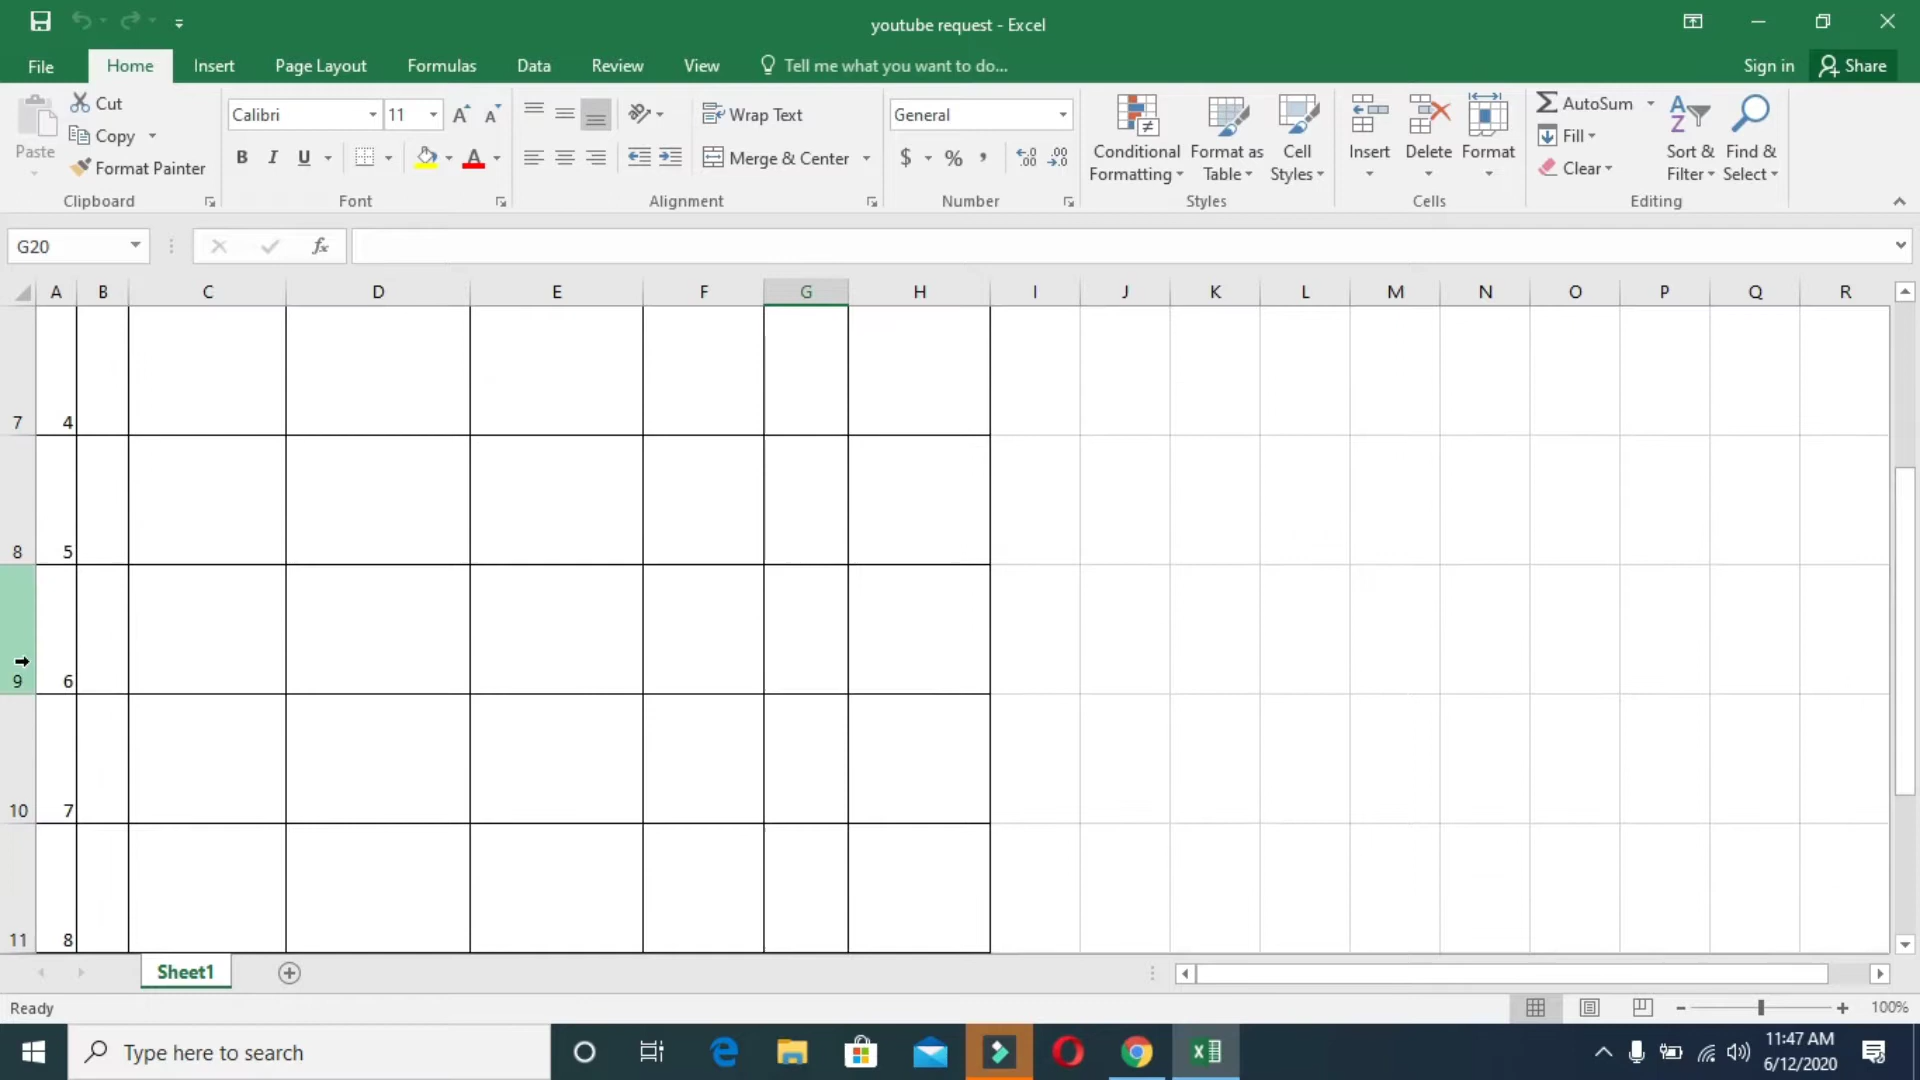 youtube request - Excel
File Home Insert Page Layout Formulas Data Review View Tell me what you want to do... Sign in Share
Paste
Cut
Copy
Format Painter
Clipboard
Calibri 11
B I U
Font
Wrap Text
Merge & Center
Alignment
General
$ % ,
Number
Conditional Formatting
Format as Table
Cell Styles
Styles
Insert
Delete
Format
Cells
AutoSum
Fill
Clear
Sort & Filter
Find & Select
Editing
G20
fx
A B C D E F G H I J K L M N O P Q R
7 4
8 5
9 6
10 7
11 8
Sheet1
Ready
100%
Type here to search
11:47 AM
6/12/2020